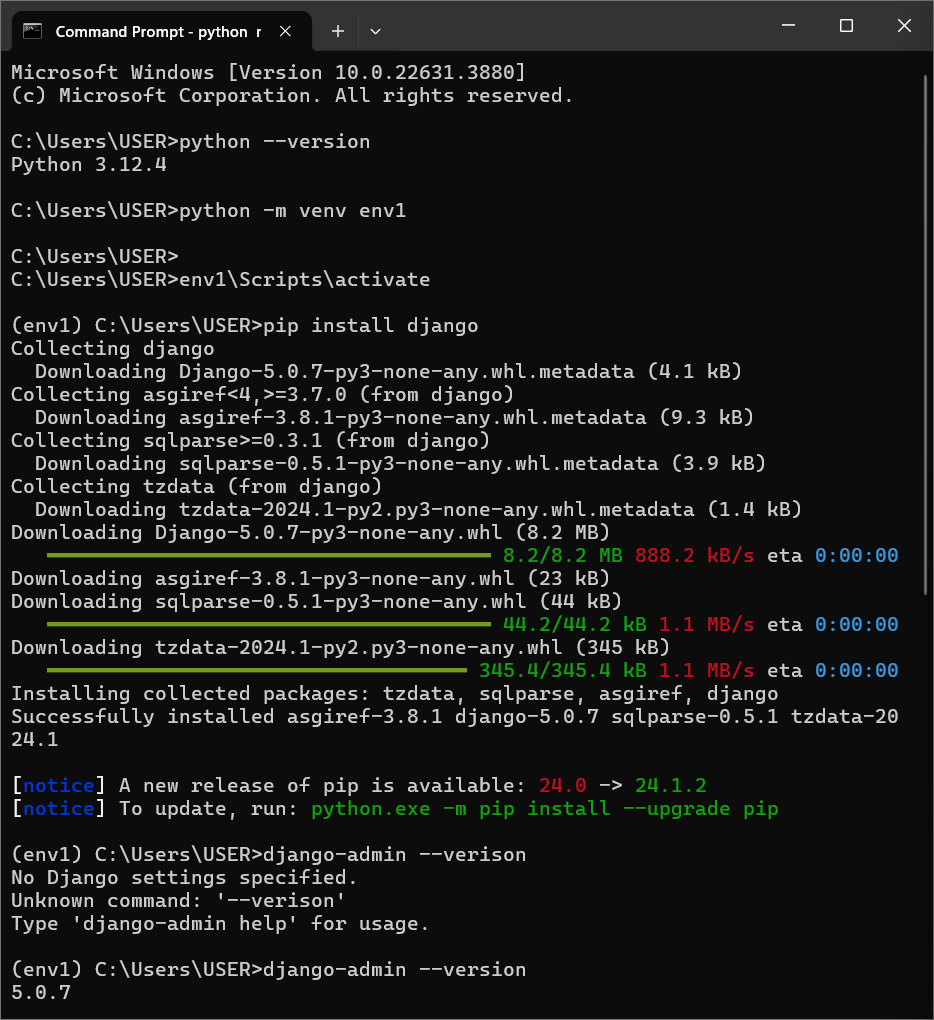 Command Prompt - python  r
Microsoft Windows [Version 10.0.22631.3880]
(c) Microsoft Corporation. All rights reserved.
C:\Users\USER>python --version
Python 3.12.4
C:\Users\USER>python -m venv env1
C:\Users\USER>
C:\Users\USER>env1\Scripts\activate
(env1) C:\Users\USER>pip install django
Collecting django
  Downloading Django-5.0.7-py3-none-any.whl.metadata (4.1 kB)
Collecting asgiref<4,>=3.7.0 (from django)
  Downloading asgiref-3.8.1-py3-none-any.whl.metadata (9.3 kB)
Collecting sqlparse>=0.3.1 (from django)
  Downloading sqlparse-0.5.1-py3-none-any.whl.metadata (3.9 kB)
Collecting tzdata (from django)
  Downloading tzdata-2024.1-py2.py3-none-any.whl.metadata (1.4 kB)
Downloading Django-5.0.7-py3-none-any.whl (8.2 MB)
8.2/8.2 MB 888.2 kB/s eta 0:00:00
Downloading asgiref-3.8.1-py3-none-any.whl (23 kB)
Downloading sqlparse-0.5.1-py3-none-any.whl (44 kB)
44.2/44.2 kB 1.1 MB/s eta 0:00:00
Downloading tzdata-2024.1-py2.py3-none-any.whl (345 kB)
345.4/345.4 kB 1.1 MB/s eta 0:00:00
Installing collected packages: tzdata, sqlparse, asgiref, django
Successfully installed asgiref-3.8.1 django-5.0.7 sqlparse-0.5.1 tzdata-20
24.1
[notice] A new release of pip is available: 24.0 -> 24.1.2
[notice] To update, run: python.exe -m pip install --upgrade pip
(env1) C:\Users\USER>django-admin --verison
No Django settings specified.
Unknown command: '--verison'
Type 'django-admin help' for usage.
(env1) C:\Users\USER>django-admin --version
5.0.7